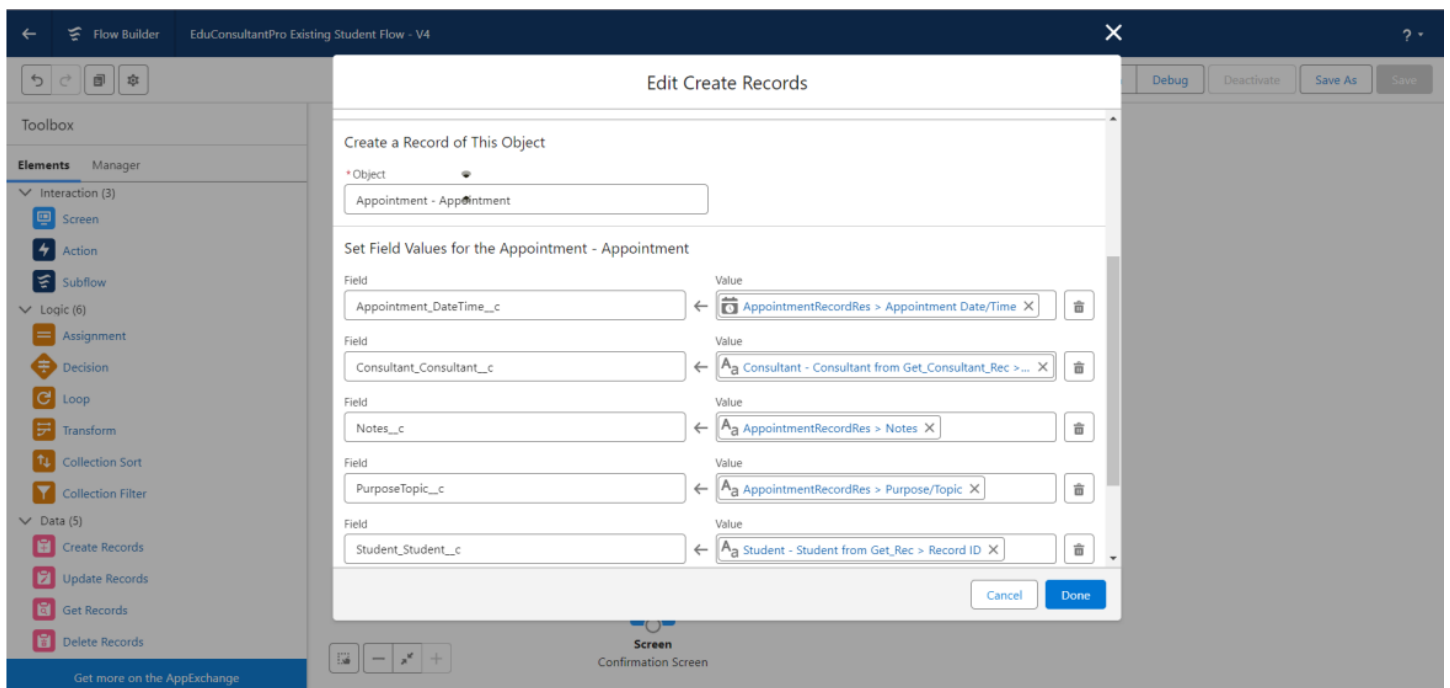 Flow Builder
EduConsultantPro Existing Student Flow - V4
?
Edit Create Records
Debug
Deactivate
Save As
Save
Toolbox
Elements
Manager
Interaction (3)
Screen
Action
Subflow
Logic (6)
Assignment
Decision
Loop
Transform
Collection Sort
Collection Filter
Data (5)
Create Records
Update Records
Get Records
Delete Records
Get more on the AppExchange
Create a Record of This Object
*Object
Appointment - Appointment
Set Field Values for the Appointment - Appointment
Field
Value
Appointment_DateTime__c
AppointmentRecordRes > Appointment Date/Time
Field
Value
Consultant_Consultant__c
Aa Consultant - Consultant from Get_Consultant_Rec >...
Field
Value
Notes__c
Aa AppointmentRecordRes > Notes
Field
Value
PurposeTopic__c
Aa AppointmentRecordRes > Purpose/Topic
Field
Value
Student_Student__c
Aa Student - Student from Get_Rec > Record ID
Cancel
Done
Screen
Confirmation Screen